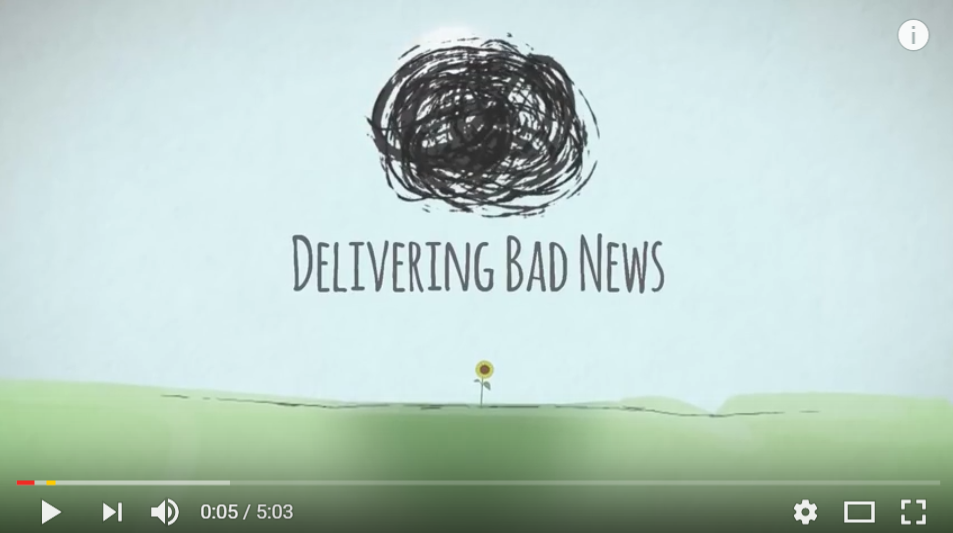 i
DELIVERING BAD NEWS
0:05 / 5:03